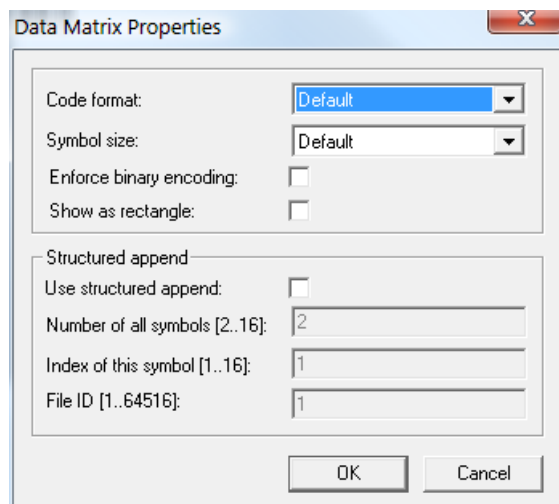 Data Matrix Properties
Code format: Default
Symbol size: Default
Enforce binary encoding:
Show as rectangle:
Structured append
Use structured append:
Number of all symbols [2..16]: 2
Index of this symbol [1..16]: 1
File ID [1..64516]: 1
OK Cancel